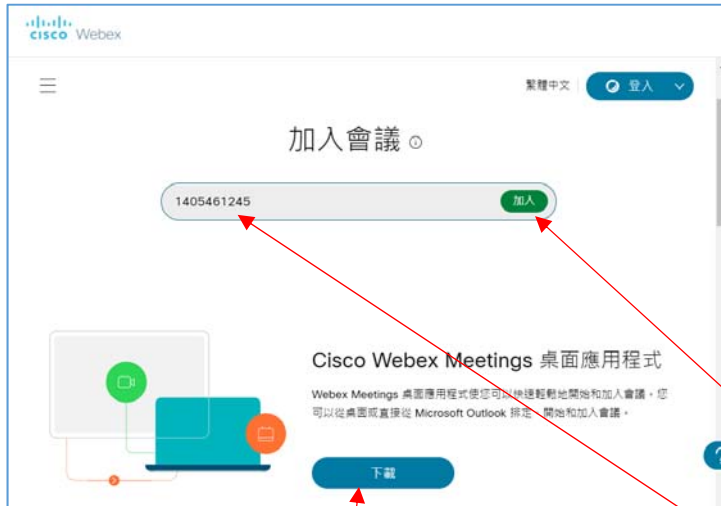 CISCO Webex
繁體中文
登入
加入會議
1405461245
加入
Cisco Webex Meetings 桌面應用程式
Webex Meetings 桌面應用程式使您可以快速輕鬆地開始和加入會議。您
可以從桌面或直接從 Microsoft Outlook 排定、開始和加入會議。
下載
?